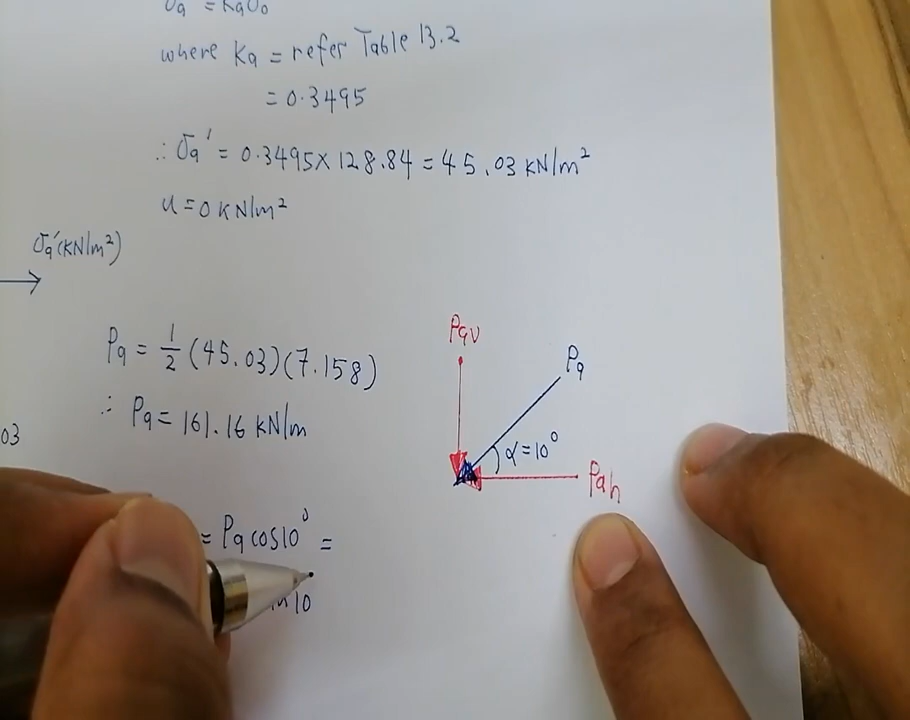 σa' = KaσO
where Ka = refer Table 13.2
= 0.3495
∴ σa' = 0.3495 × 128.84 = 45.03 KN/m²
u = 0 KN/m²
σa' (KN/m²)
Pa = 1/2 (45.03)(7.158)
∴ Pa = 161.16 KN/m
03
Pav
Pa
α = 10°
Pah
= Pa cos10° =
10